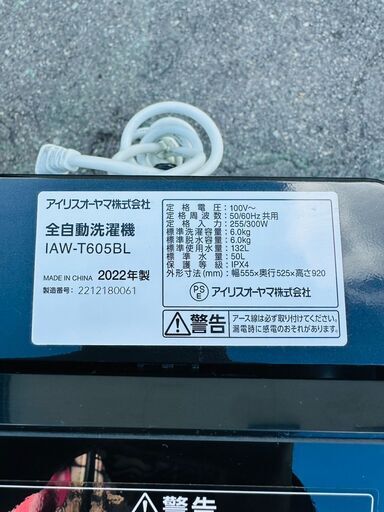 アイリスオーヤマ株式会社
全自動洗濯機
IAW-T605BL
MADE IN CHINA 2022年製
製造番号: 2212180061
定格電圧: 100V～
定格周波数: 50/60Hz 共用
定格消費電力: 255/300W
標準洗濯容量: 6.0kg
標準脱水容量: 6.0kg
標準使用水量: 132L
標準水量: 50L
保護等級: IPX4
外形寸法(mm): 幅555x奥行525x高さ920
PS
E
アイリスオーヤマ株式会社
警告
アース線は必ず取り付けてください。
漏電時に感電のおそれがあります。
警告